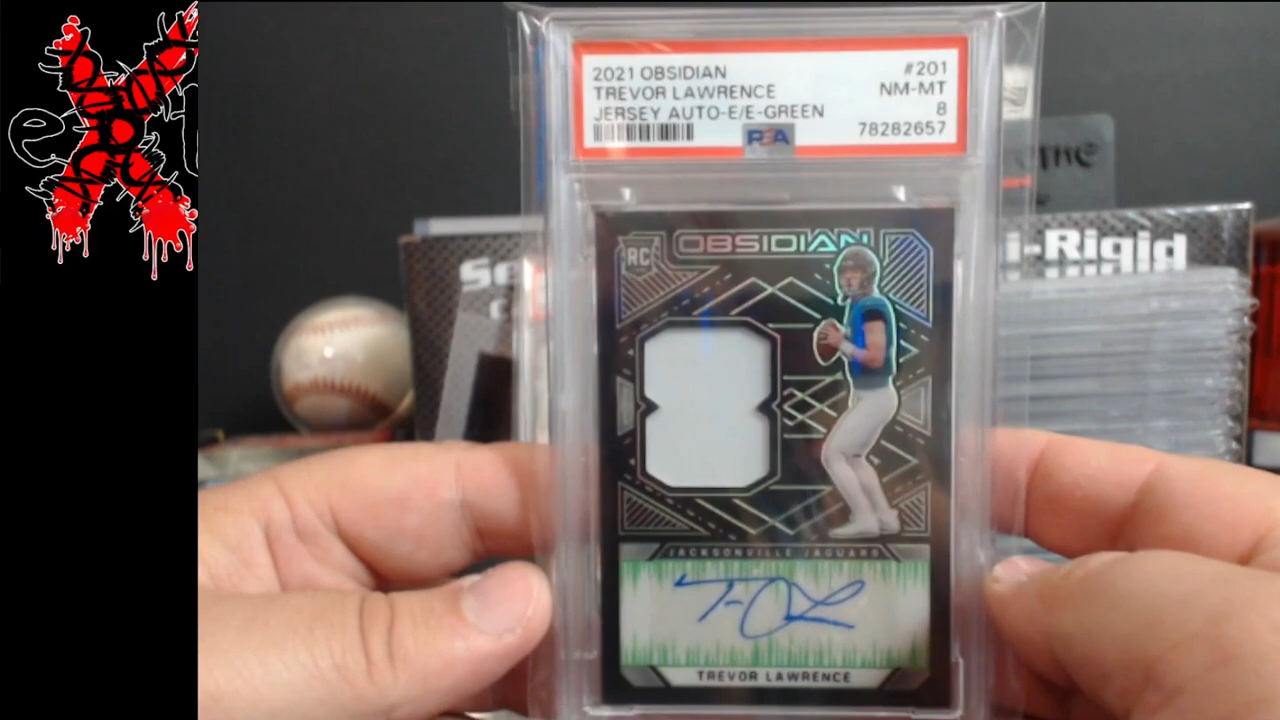 2021 OBSIDIAN #201
TREVOR LAWRENCE NM-MT
JERSEY AUTO-E/E-GREEN 8
PSA 78282657
RC OBSIDIAN
i-Rigid
JACKSONVILLE JAGUARS
TREVOR LAWRENCE